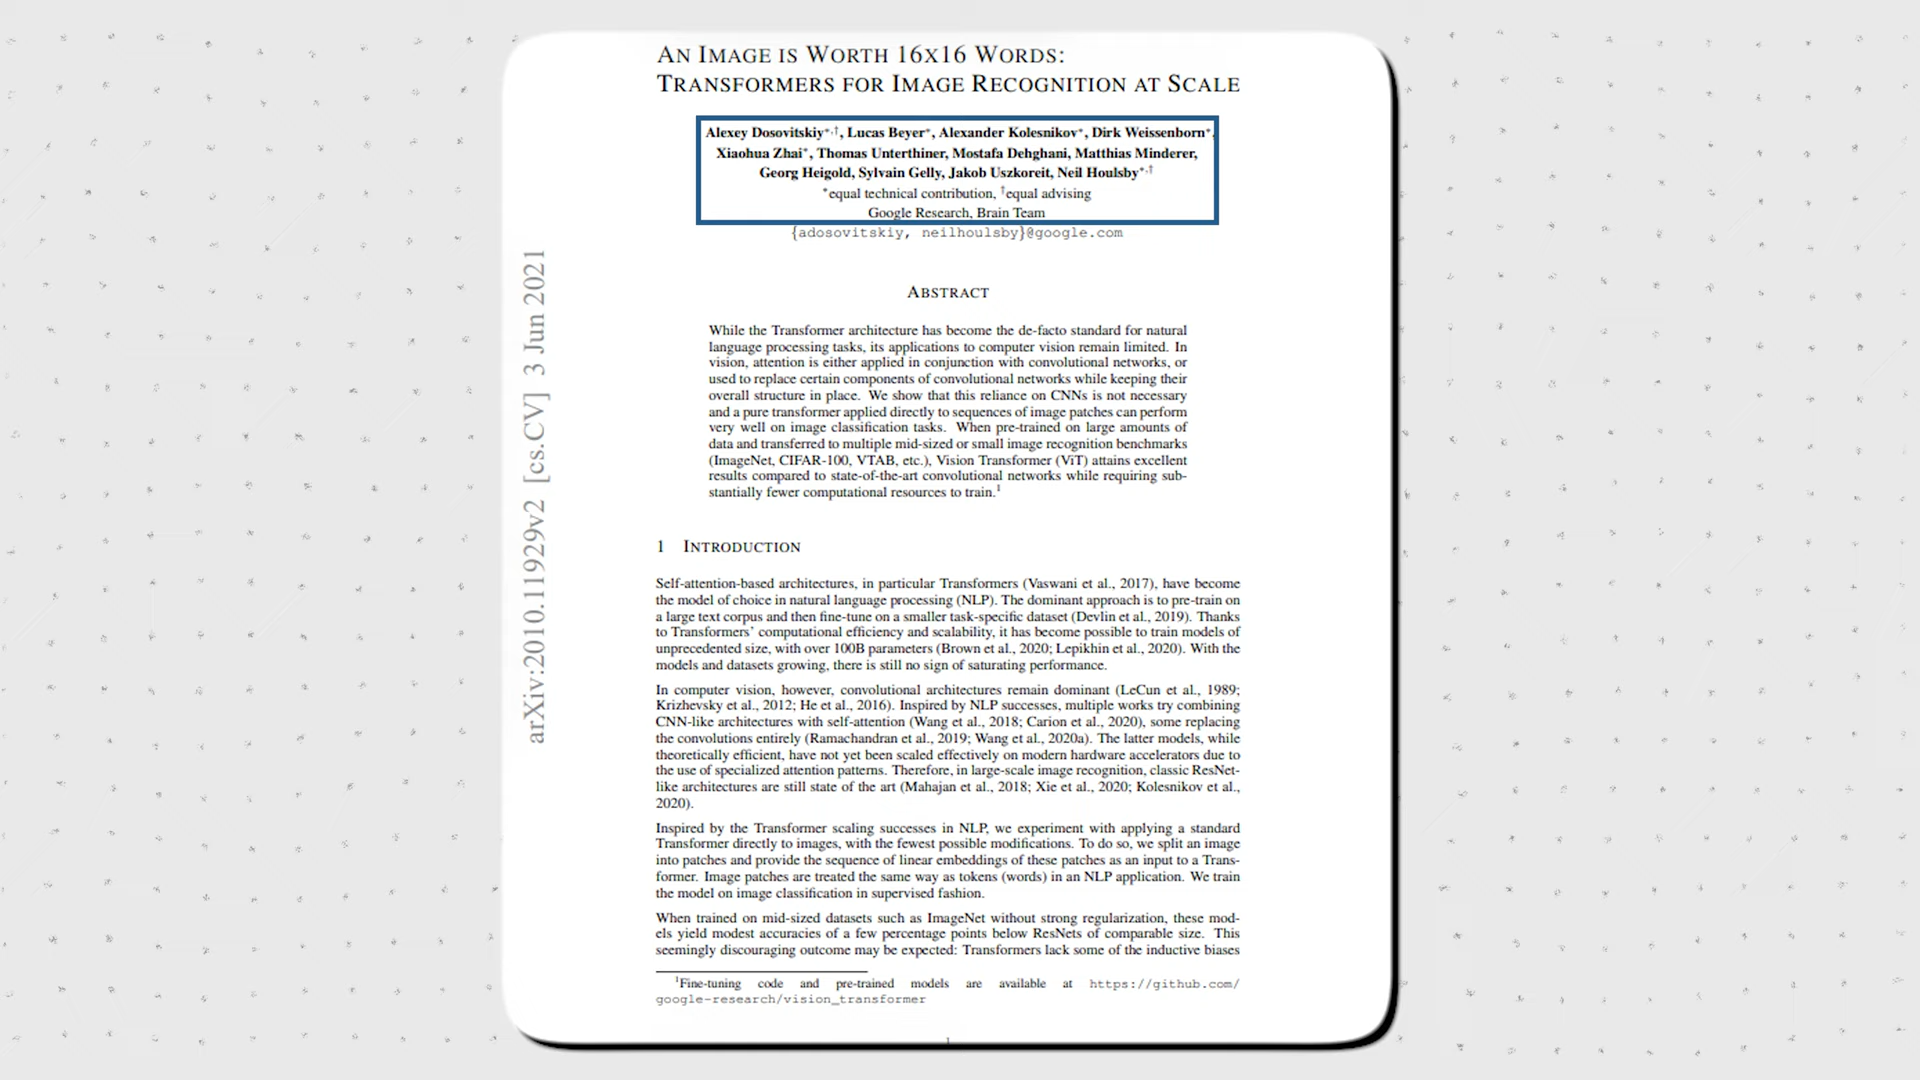 AN IMAGE IS WORTH 16X16 WORDS:
TRANSFORMERS FOR IMAGE RECOGNITION AT SCALE
Alexey Dosovitskiy*,†, Lucas Beyer*, Alexander Kolesnikov*, Dirk Weissenborn*,
Xiaohua Zhai*, Thomas Unterthiner, Mostafa Dehghani, Matthias Minderer,
Georg Heigold, Sylvain Gelly, Jakob Uszkoreit, Neil Houlsby*,†
*equal technical contribution, †equal advising
Google Research, Brain Team
{adosovitskiy, neilhoulsby}@google.com
arXiv:2010.11929v2 [cs.CV] 3 Jun 2021
ABSTRACT
While the Transformer architecture has become the de-facto standard for natural
language processing tasks, its applications to computer vision remain limited. In
vision, attention is either applied in conjunction with convolutional networks, or
used to replace certain components of convolutional networks while keeping their
overall structure in place. We show that this reliance on CNNs is not necessary
and a pure transformer applied directly to sequences of image patches can perform
very well on image classification tasks. When pre-trained on large amounts of
data and transferred to multiple mid-sized or small image recognition benchmarks
(ImageNet, CIFAR-100, VTAB, etc.), Vision Transformer (ViT) attains excellent
results compared to state-of-the-art convolutional networks while requiring sub-
stantially fewer computational resources to train.1
1 INTRODUCTION
Self-attention-based architectures, in particular Transformers (Vaswani et al., 2017), have become
the model of choice in natural language processing (NLP). The dominant approach is to pre-train on
a large text corpus and then fine-tune on a smaller task-specific dataset (Devlin et al., 2019). Thanks
to Transformers' computational efficiency and scalability, it has become possible to train models of
unprecedented size, with over 100B parameters (Brown et al., 2020; Lepikhin et al., 2020). With the
models and datasets growing, there is still no sign of saturating performance.
In computer vision, however, convolutional architectures remain dominant (LeCun et al., 1989;
Krizhevsky et al., 2012; He et al., 2016). Inspired by NLP successes, multiple works try combining
CNN-like architectures with self-attention (Wang et al., 2018; Carion et al., 2020), some replacing
the convolutions entirely (Ramachandran et al., 2019; Wang et al., 2020a). The latter models, while
theoretically efficient, have not yet been scaled effectively on modern hardware accelerators due to
the use of specialized attention patterns. Therefore, in large-scale image recognition, classic ResNet-
like architectures are still state of the art (Mahajan et al., 2018; Xie et al., 2020; Kolesnikov et al.,
2020).
Inspired by the Transformer scaling successes in NLP, we experiment with applying a standard
Transformer directly to images, with the fewest possible modifications. To do so, we split an image
into patches and provide the sequence of linear embeddings of these patches as an input to a Trans-
former. Image patches are treated the same way as tokens (words) in an NLP application. We train
the model on image classification in supervised fashion.
When trained on mid-sized datasets such as ImageNet without strong regularization, these mod-
els yield modest accuracies of a few percentage points below ResNets of comparable size. This
seemingly discouraging outcome may be expected: Transformers lack some of the inductive biases
1Fine-tuning code and pre-trained models are available at https://github.com/
google-research/vision_transformer